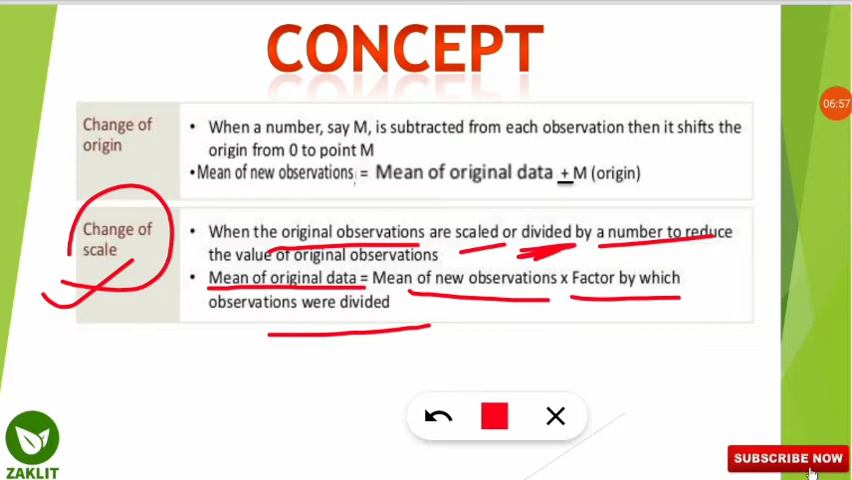 CONCEPT
06:57
Change of
origin
• When a number, say M, is subtracted from each observation then it shifts the
origin from 0 to point M
•Mean of new observations = Mean of original data + M (origin)
Change of
scale
• When the original observations are scaled or divided by a number to reduce
the value of original observations
• Mean of original data = Mean of new observations x Factor by which
observations were divided
ZAKLIT
SUBSCRIBE NOW